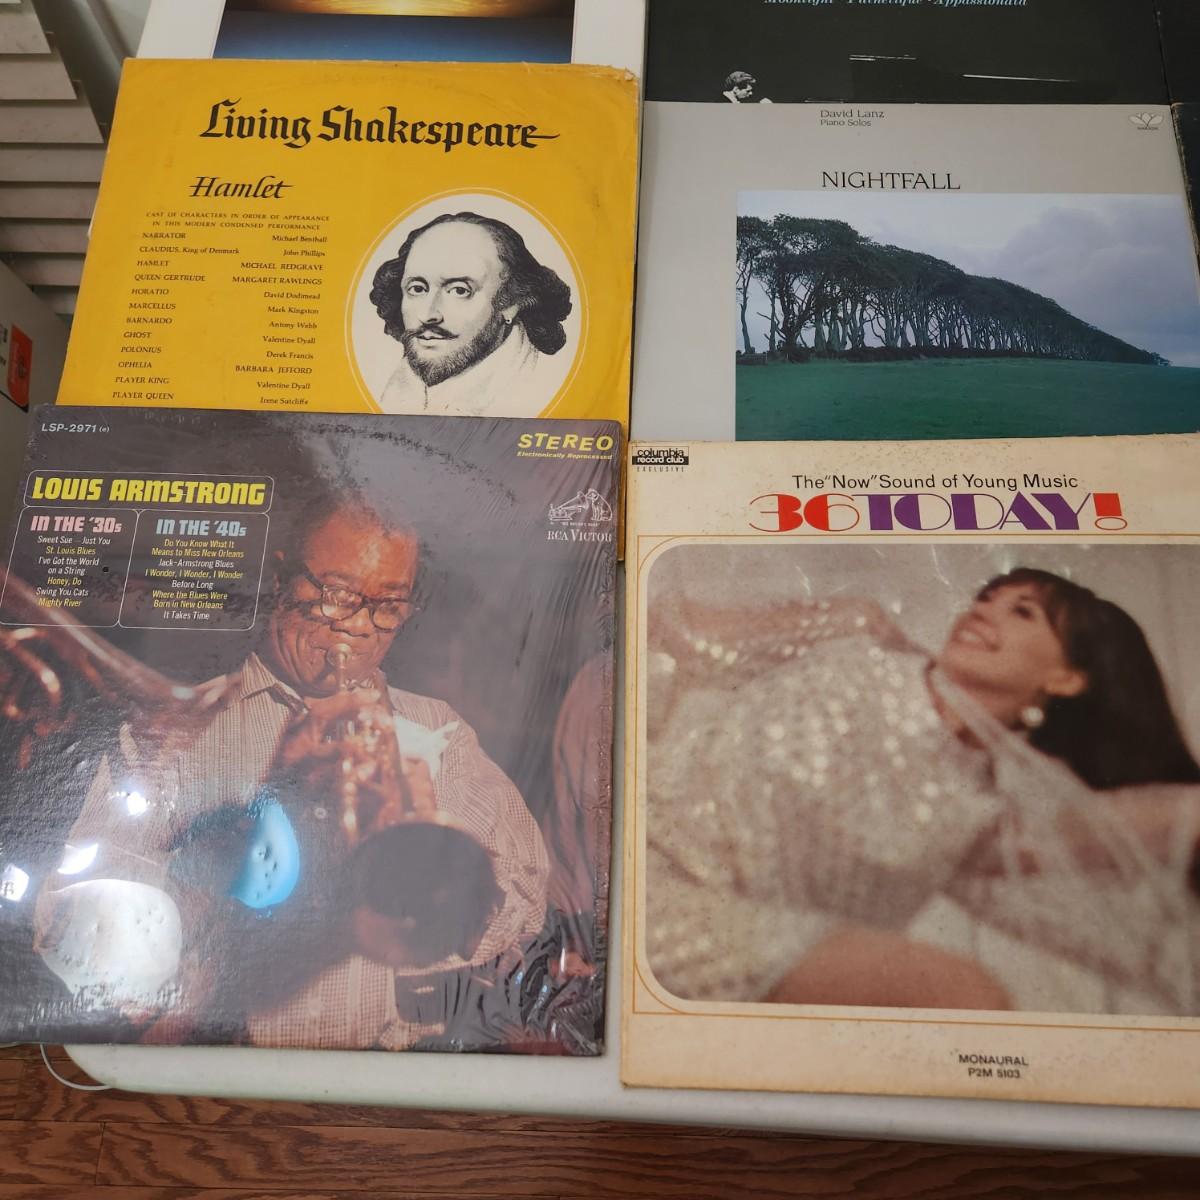 Moonlight · Pathétique · Appassionata
Living Shakespeare
Hamlet
CAST OF CHARACTERS IN ORDER OF APPEARANCE
IN THIS MODERN CONDENSED PERFORMANCE
NARRATOR Michael Benthall
CLAUDIUS, King of Denmark John Phillips
HAMLET MICHAEL REDGRAVE
QUEEN GERTRUDE MARGARET RAWLINGS
HORATIO David Dodimead
MARCELLUS Mark Kingston
BARNARDO Antony Webb
GHOST Valentine Dyall
POLONIUS Derek Francis
OPHELIA BARBARA JEFFORD
PLAYER KING Valentine Dyall
PLAYER QUEEN Irene Sutcliffe
David Lanz
Piano Solos
NARADA
NIGHTFALL
LSP-2971 (e)
STEREO
Electronically Reprocessed
LOUIS ARMSTRONG
IN THE '30s
Sweet Sue - Just You
St. Louis Blues
I've Got the World
on a String
Honey, Do
Swing You Cats
Mighty River
IN THE '40s
Do You Know What It
Means to Miss New Orleans
Jack-Armstrong Blues
I Wonder, I Wonder, I Wonder
Before Long
Where the Blues Were
Born in New Orleans
It Takes Time
"HIS MASTER'S VOICE"
RCA VICTOR
columbia
record club
EXCLUSIVE
The "Now" Sound of Young Music
36 TODAY!
MONAURAL
P2M 5103